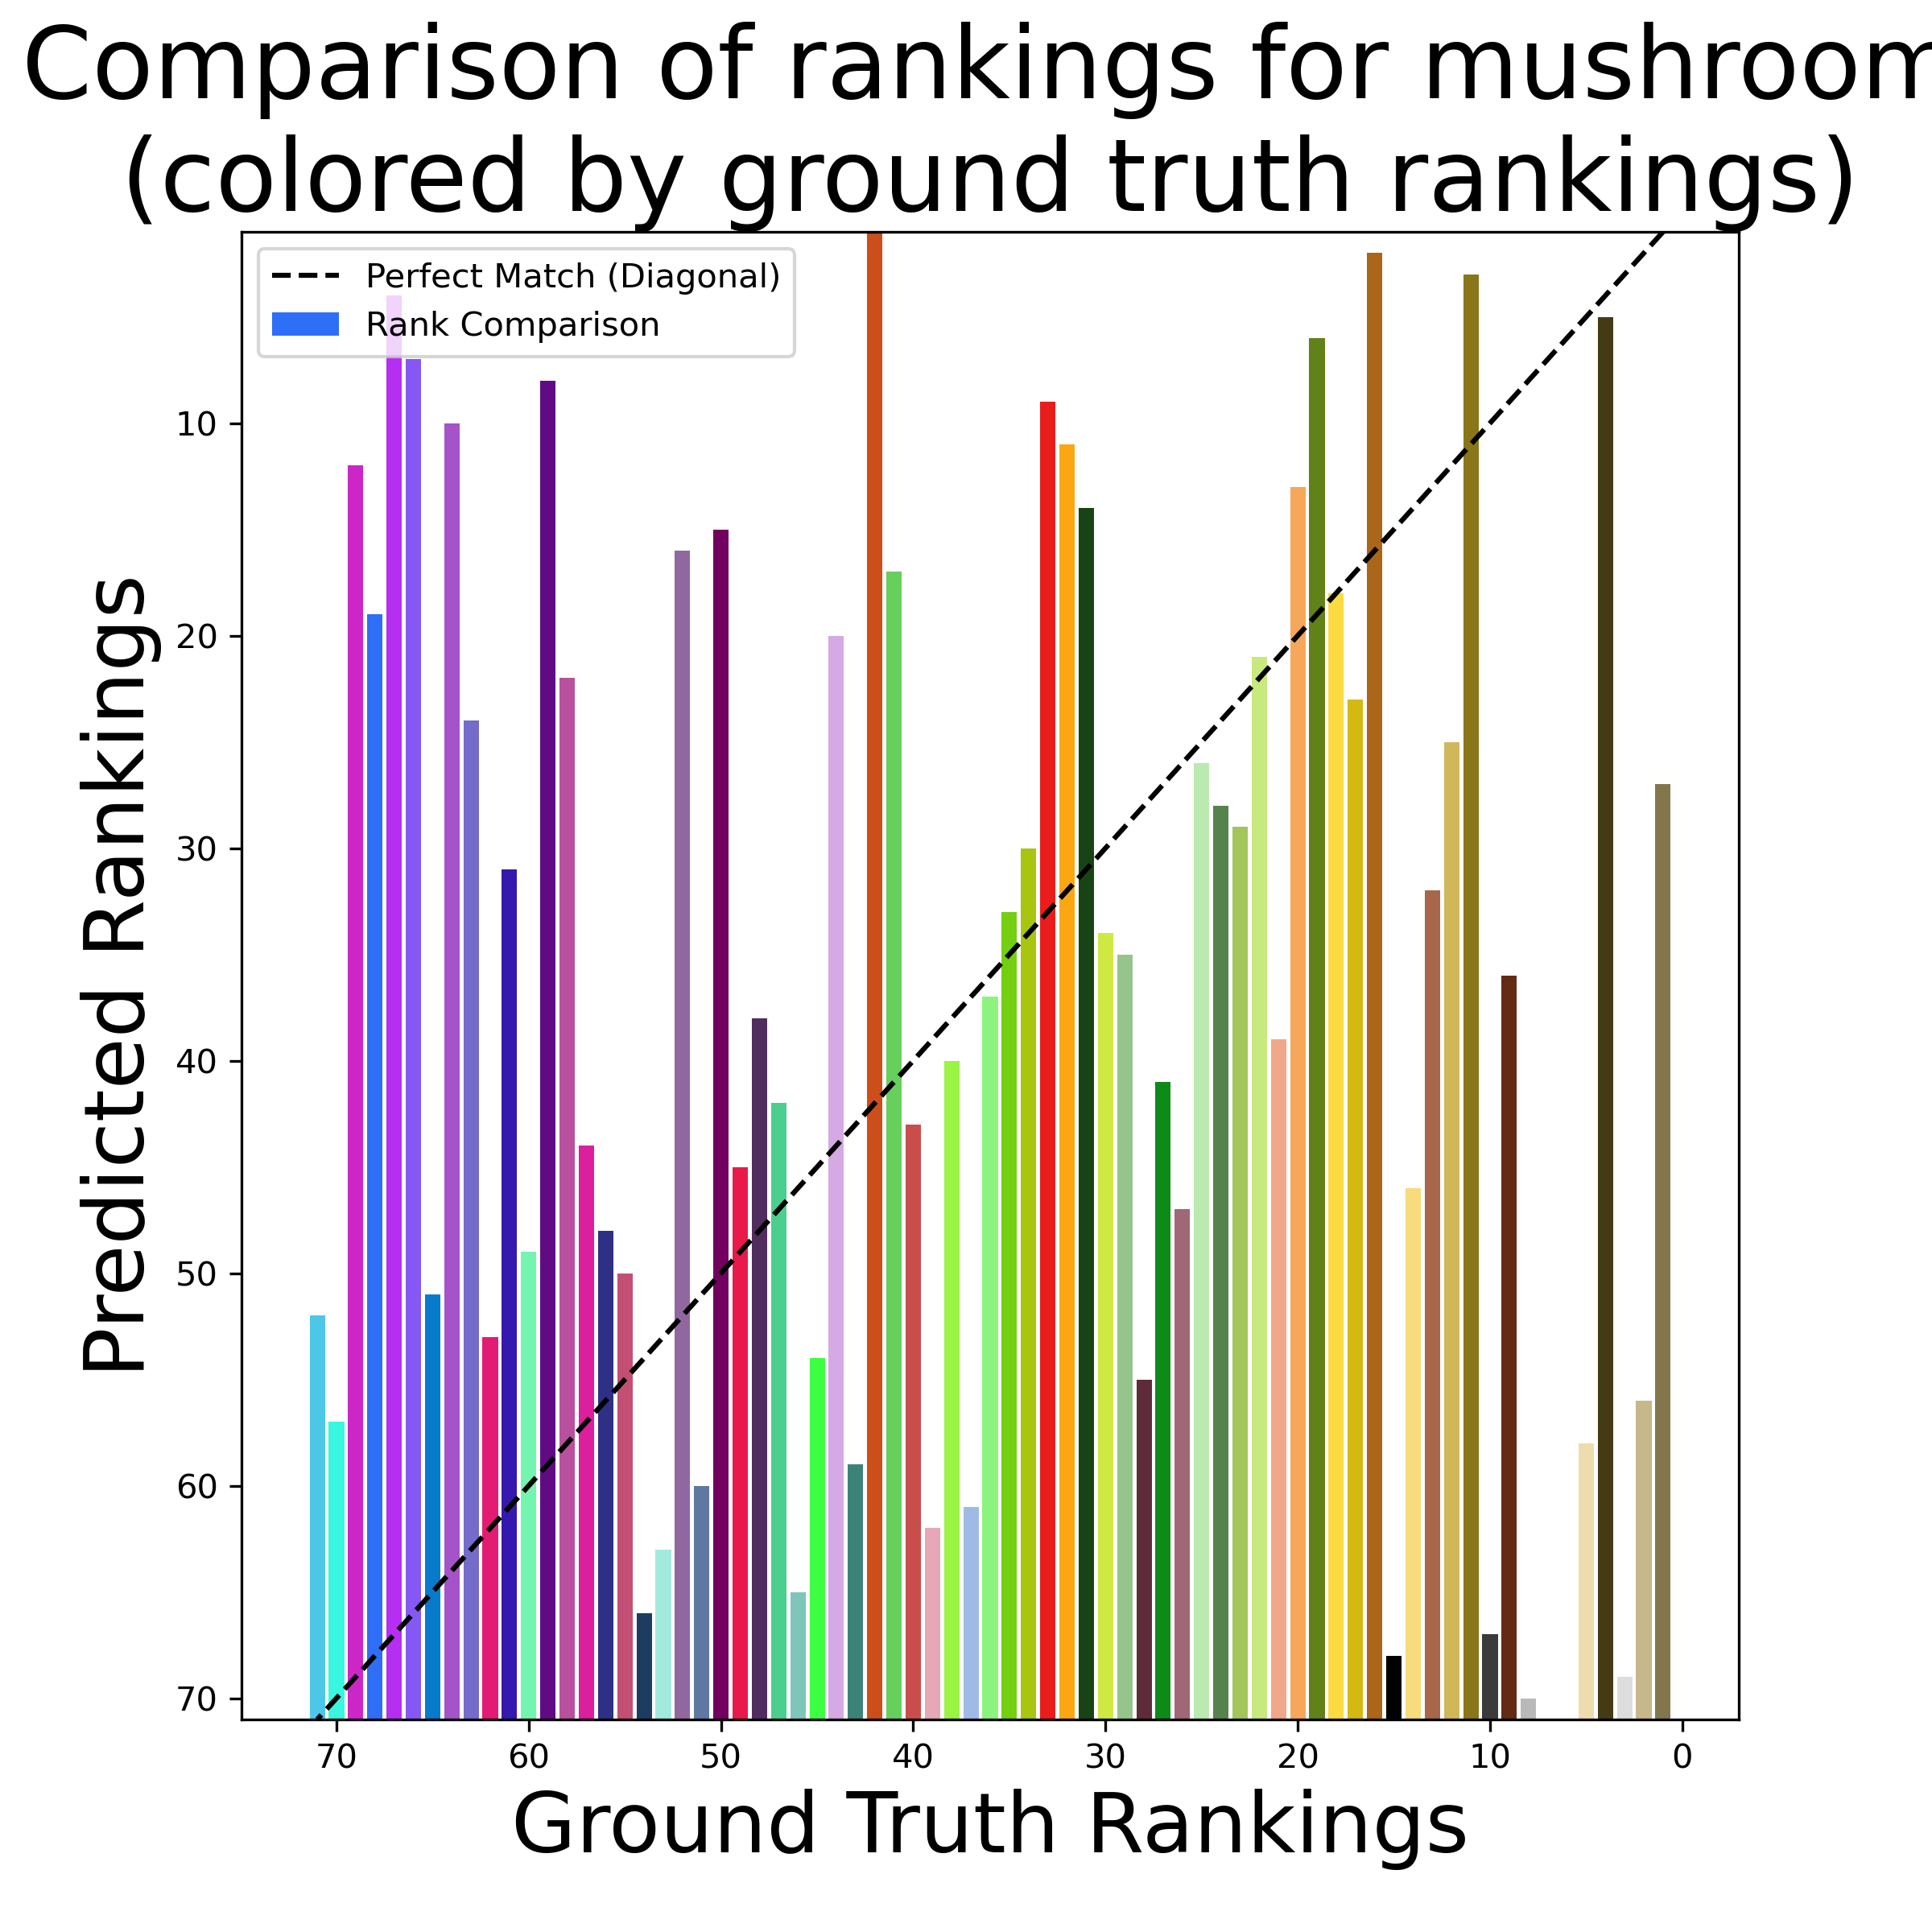 Comparison of rankings for mushroom
(colored by ground truth rankings)
Perfect Match (Diagonal)
Rank Comparison
Predicted Rankings
10
20
30
40
50
60
70
70 60 50 40 30 20 10 0
Ground Truth Rankings